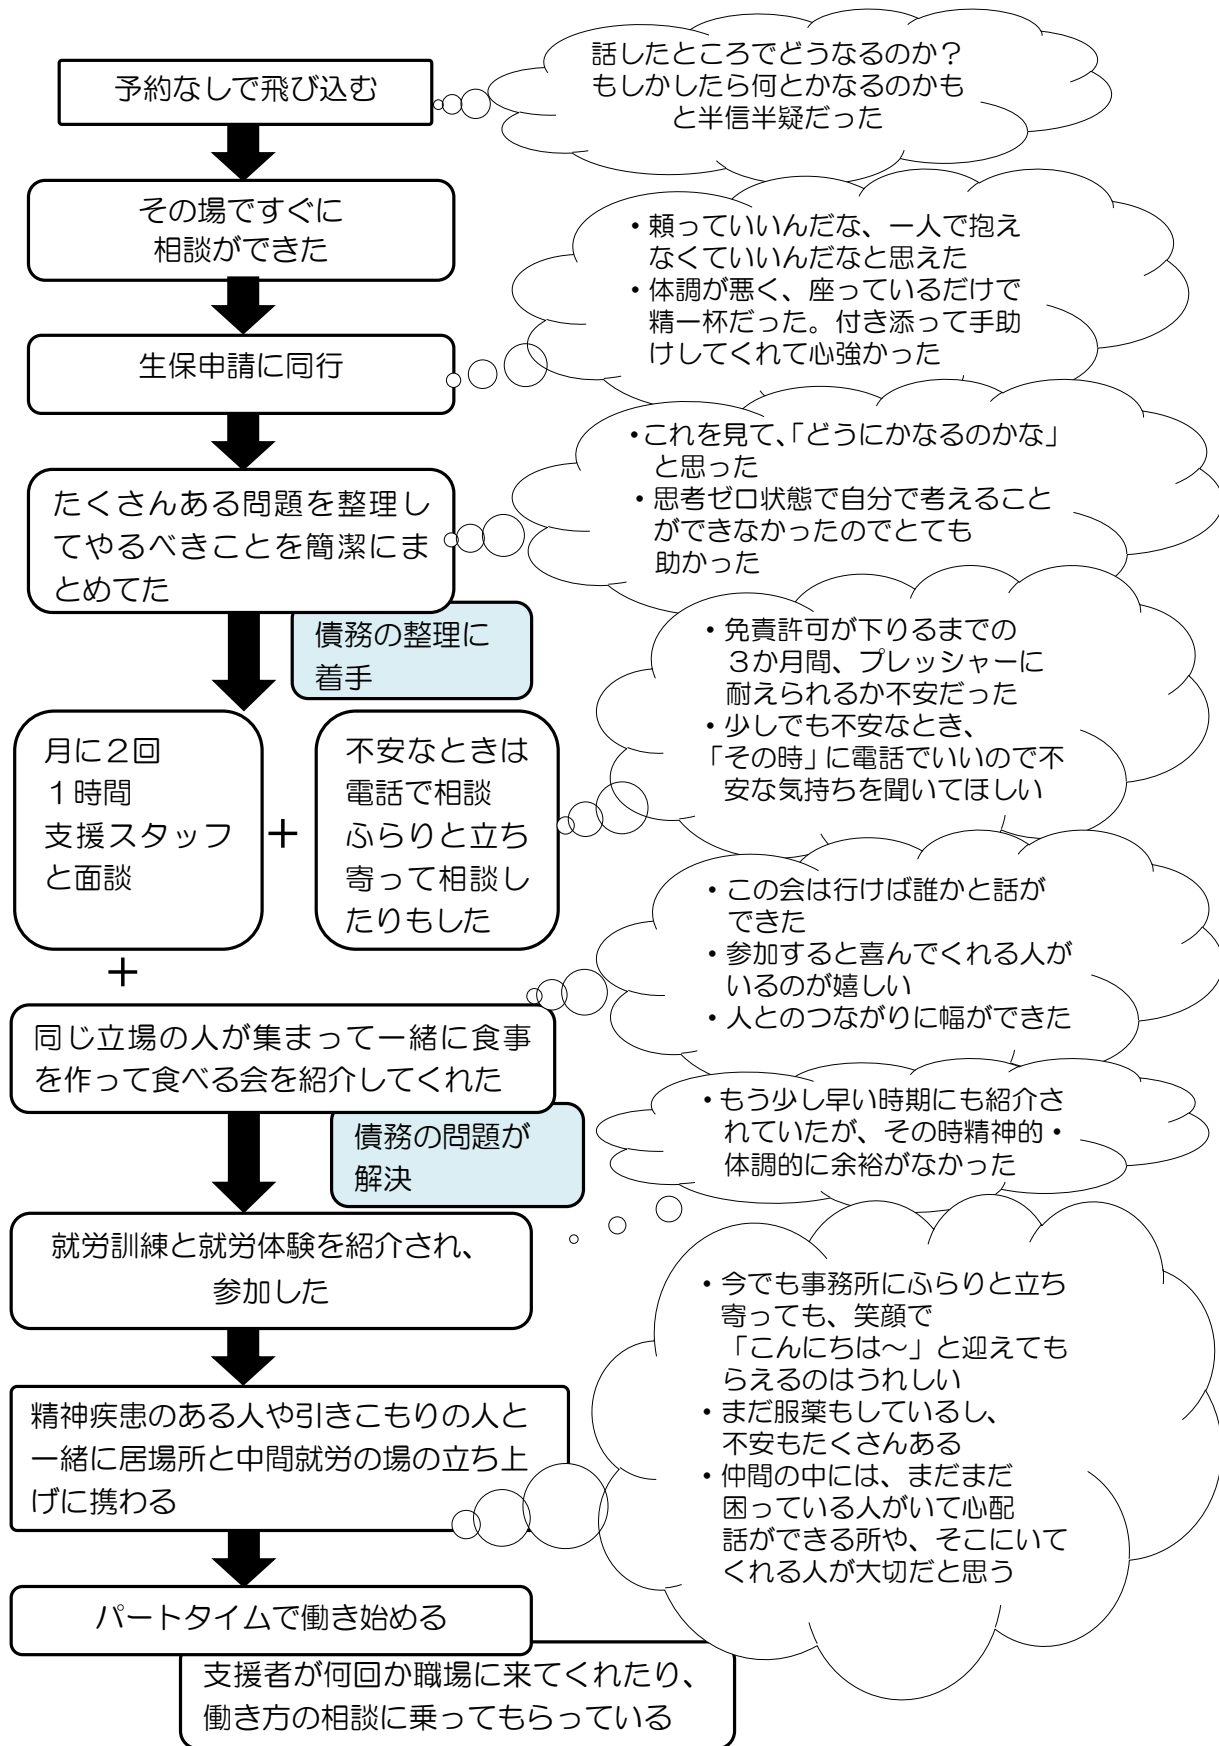 予約なしで飛び込む
話したところでどうなるのか?
もしかしたら何とかなるのかも
と半信半疑だった
その場ですぐに
相談ができた
・頼っていいんだな、一人で抱え
なくていいんだなと思えた
・体調が悪く、座っているだけで
精一杯だった。付き添って手助
けしてくれて心強かった
生保申請に同行
・これを見て、「どうにかなるのかな」
と思った
・思考ゼロ状態で自分で考えること
ができなかったのでとても
助かった
たくさんある問題を整理し
てやるべきことを簡潔にま
とめてた
債務の整理に
着手
・免責許可が下りるまでの
3か月間、プレッシャーに
耐えられるか不安だった
・少しでも不安なとき、
「その時」に電話でいいので不
安な気持ちを聞いてほしい
月に2回
1時間
支援スタッフ
と面談
+
不安なときは
電話で相談
ふらりと立ち
寄って相談し
たりもした
+
・この会は行けば誰かと話が
できた
・参加すると喜んでくれる人が
いるのが嬉しい
・人とのつながりに幅ができた
同じ立場の人が集まって一緒に食事
を作って食べる会を紹介してくれた
債務の問題が
解決
・もう少し早い時期にも紹介さ
れていたが、その時精神的・
体調的に余裕がなかった
就労訓練と就労体験を紹介され、
参加した
・今でも事務所にふらりと立ち
寄っても、笑顔で
「こんにちは~」と迎えても
らえるのはうれしい
・まだ服薬もしているし、
不安もたくさんある
・仲間の中には、まだまだ
困っている人がいて心配
話ができる所や、そこにいて
くれる人が大切だと思う
精神疾患のある人や引きこもりの人と
一緒に居場所と中間就労の場の立ち上
げに携わる
パートタイムで働き始める
支援者が何回か職場に来てくれたり、
働き方の相談に乗ってもらっている